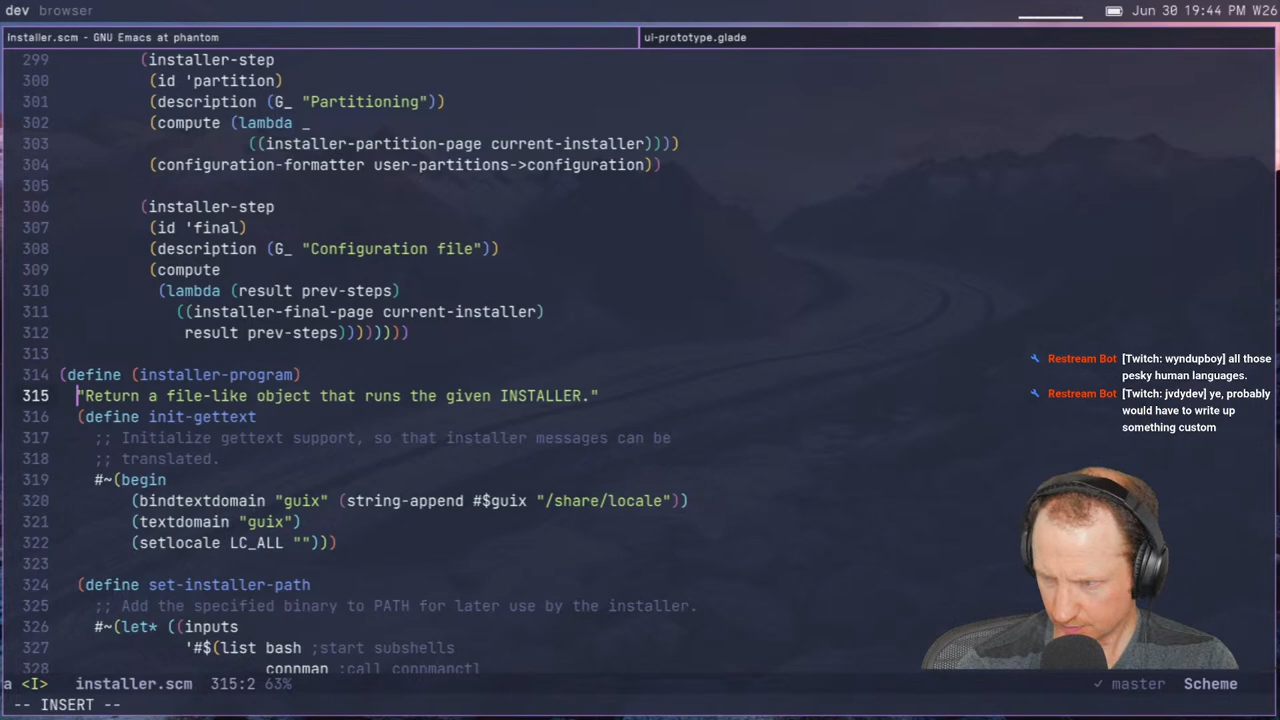 dev browser
Jun 30 19:44 PM W26
installer.scm - GNU Emacs at phantom
ui-prototype.glade
299 (installer-step
300 (id 'partition)
301 (description (G_ "Partitioning"))
302 (compute (lambda _
303 ((installer-partition-page current-installer))))
304 (configuration-formatter user-partitions->configuration))
305
306 (installer-step
307 (id 'final)
308 (description (G_ "Configuration file"))
309 (compute
310 (lambda (result prev-steps)
311 ((installer-final-page current-installer)
312 result prev-steps))))))))
313
314 (define (installer-program)
315 "Return a file-like object that runs the given INSTALLER."
316 (define init-gettext
317 ;; Initialize gettext support, so that installer messages can be
318 ;; translated.
319 #~(begin
320 (bindtextdomain "guix" (string-append #$guix "/share/locale"))
321 (textdomain "guix")
322 (setlocale LC_ALL "")))
323
324 (define set-installer-path
325 ;; Add the specified binary to PATH for later use by the installer.
326 #~(let* ((inputs
327 '#$(list bash ;start subshells
328 connman ;call connmanctl
Restream Bot [Twitch: wyndupboy] all those
pesky human languages.
Restream Bot [Twitch: jvdydev] ye, probably
would have to write up
something custom
a <I> installer.scm 315:2 63% ✓ master Scheme
-- INSERT --